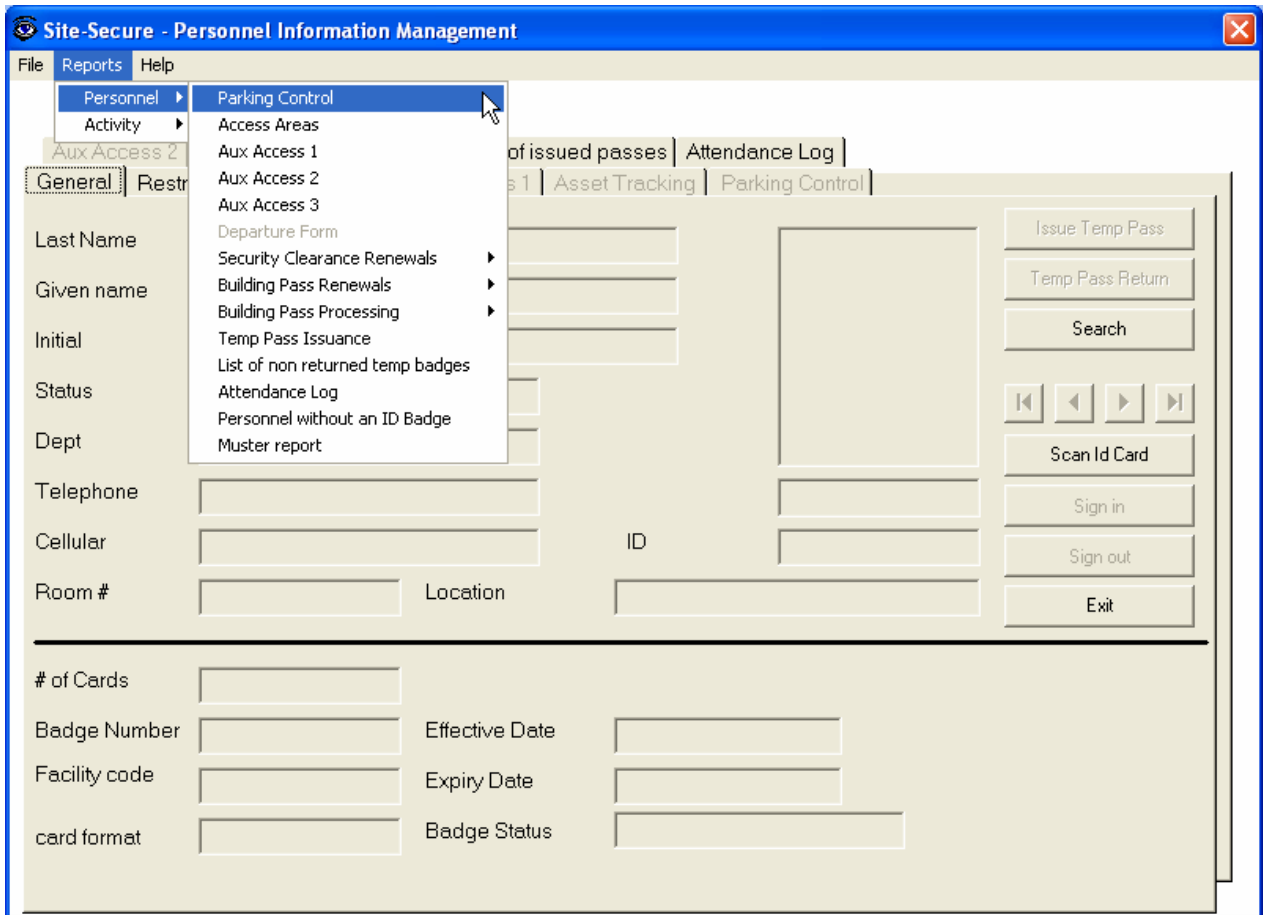 Site-Secure - Personnel Information Management
File Reports Help
Personnel
Activity
Parking Control
Access Areas
Aux Access 1
Aux Access 2
Aux Access 3
Departure Form
Security Clearance Renewals
Building Pass Renewals
Building Pass Processing
Temp Pass Issuance
List of non returned temp badges
Attendance Log
Personnel without an ID Badge
Muster report
Aux Access 2 of issued passes Attendance Log
General Restr s 1 Asset Tracking Parking Control
Last Name
Given name
Initial
Status
Dept
Telephone
Cellular ID
Room # Location
Issue Temp Pass
Temp Pass Return
Search
Scan Id Card
Sign in
Sign out
Exit
# of Cards
Badge Number Effective Date
Facility code Expiry Date
card format Badge Status